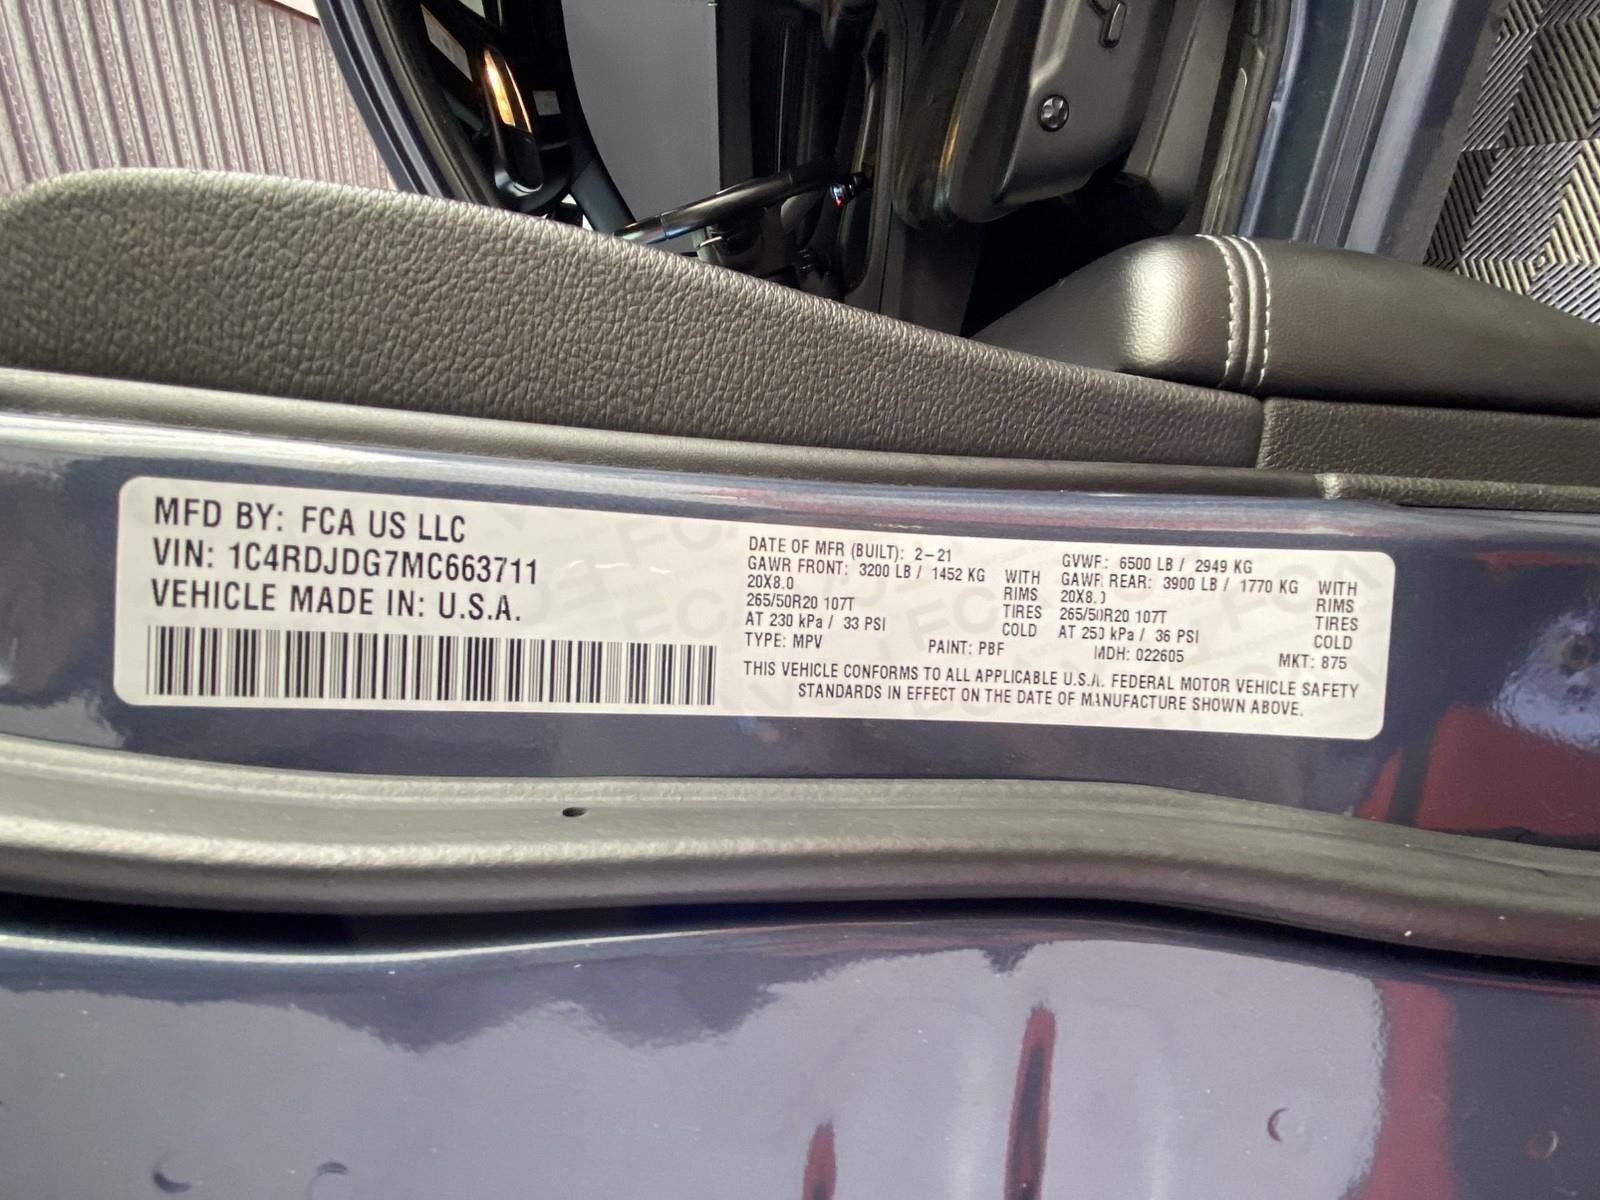 MFD BY: FCA US LLC
VIN: 1C4RDJDG7MC663711
VEHICLE MADE IN: U.S.A.
DATE OF MFR (BUILT): 2-21
GAWR FRONT: 3200 LB / 1452 KG WITH
20X8.0 RIMS
265/50R20 107T TIRES
AT 230 kPa / 33 PSI COLD
GVWR: 6500 LB / 2949 KG
GAWR REAR: 3900 LB / 1770 KG WITH
20X8.0 RIMS
265/50R20 107T TIRES
AT 250 kPa / 36 PSI COLD
TYPE: MPV PAINT: PBF MDH: 022605 MKT: 875
THIS VEHICLE CONFORMS TO ALL APPLICABLE U.S.A. FEDERAL MOTOR VEHICLE SAFETY
STANDARDS IN EFFECT ON THE DATE OF MANUFACTURE SHOWN ABOVE.